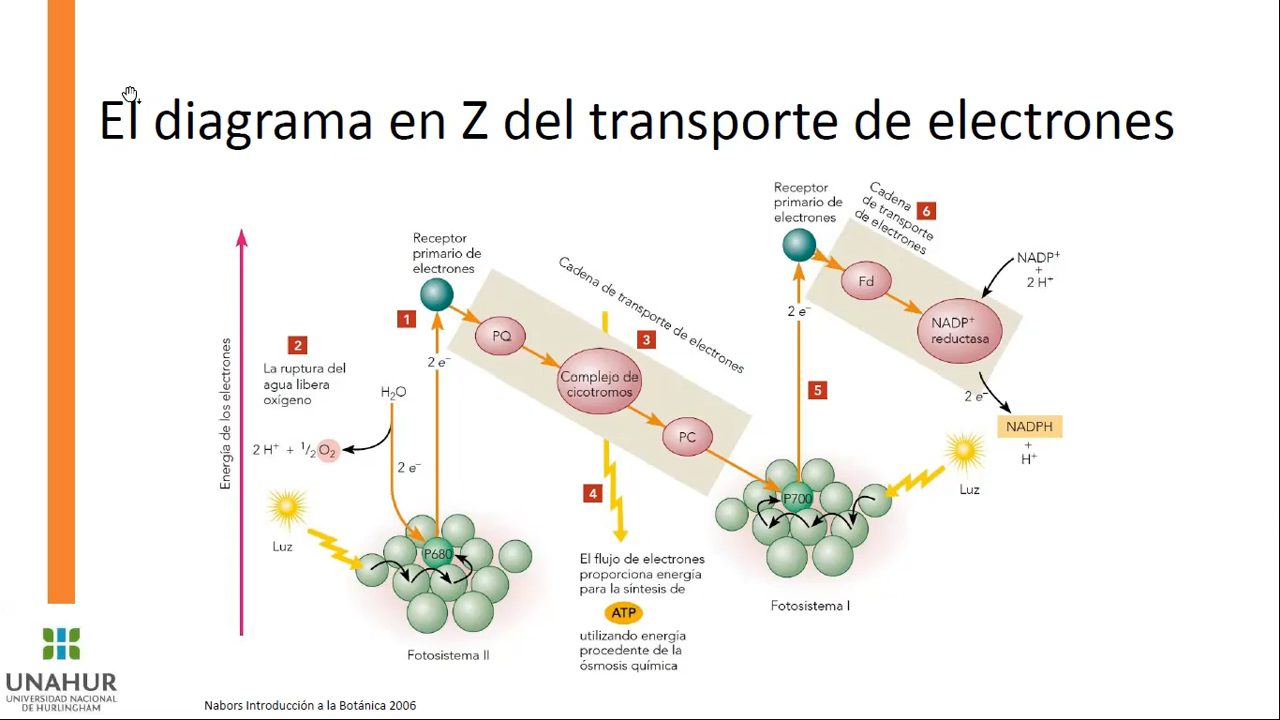 El diagrama en Z del transporte de electrones
Energía de los electrones
2
La ruptura del
agua libera
oxígeno
H₂O
2 H⁺ + ¹/₂ O₂
2 e⁻
Luz
P680
Fotosistema II
Receptor
primario de
electrones
1
2 e⁻
Cadena de transporte de electrones
3
PQ
Complejo de
cicotromos
PC
4
El flujo de electrones
proporciona energía
para la síntesis de
ATP
utilizando energía
procedente de la
ósmosis química
Receptor
primario de
electrones
2 e⁻
5
P700
Fotosistema I
Luz
Cadena
de transporte
de electrones
6
Fd
NADP⁺
reductasa
NADP⁺
+
2 H⁺
2 e⁻
NADPH
+
H⁺
UNAHUR
UNIVERSIDAD NACIONAL
DE HURLINGHAM
Nabors Introducción a la Botánica 2006